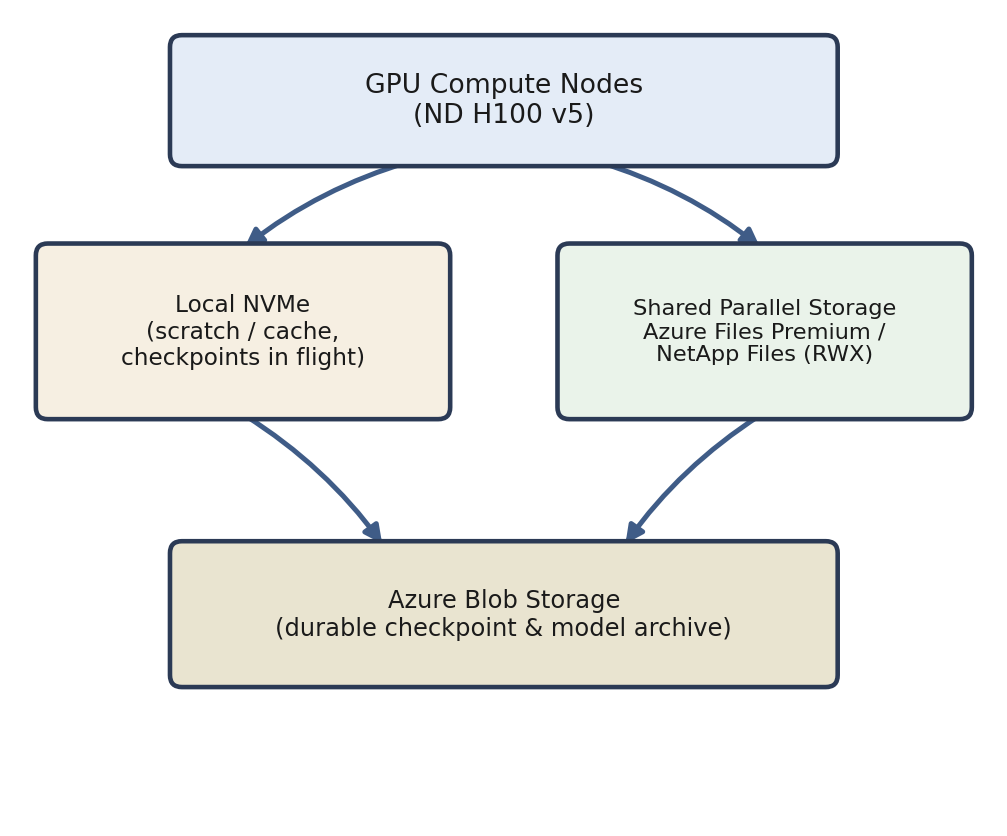 GPU Compute Nodes
(ND H100 v5)
Local NVMe
(scratch / cache,
checkpoints in flight)
Shared Parallel Storage
Azure Files Premium /
NetApp Files (RWX)
Azure Blob Storage
(durable checkpoint & model archive)